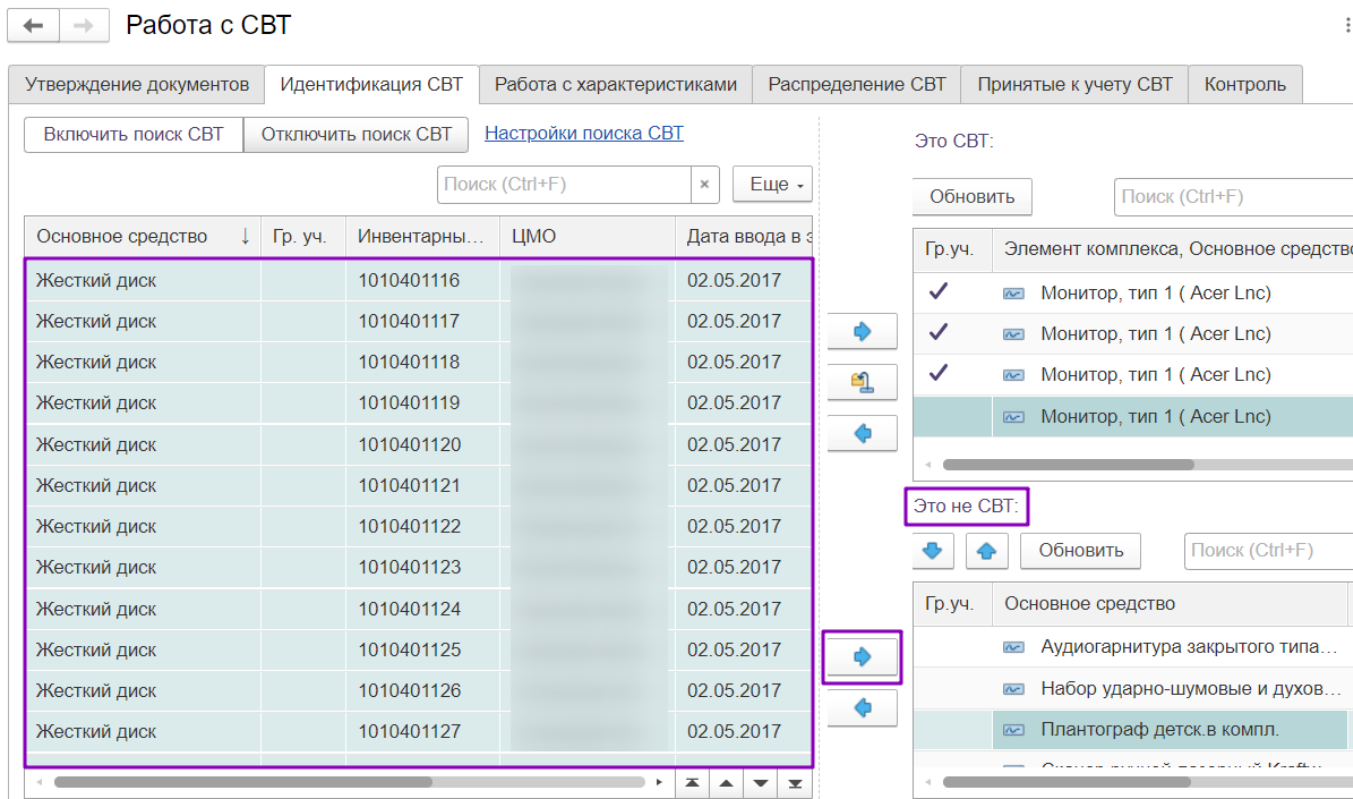 Работа с СВТ
Утверждение документов Идентификация СВТ Работа с характеристиками Распределение СВТ Принятые к учету СВТ Контроль
Включить поиск СВТ Отключить поиск СВТ Настройки поиска СВТ
Поиск (Ctrl+F) × Еще
Основное средство ↓ Гр. уч. Инвентарны... ЦМО Дата ввода в э
Жесткий диск 1010401116 02.05.2017
Жесткий диск 1010401117 02.05.2017
Жесткий диск 1010401118 02.05.2017
Жесткий диск 1010401119 02.05.2017
Жесткий диск 1010401120 02.05.2017
Жесткий диск 1010401121 02.05.2017
Жесткий диск 1010401122 02.05.2017
Жесткий диск 1010401123 02.05.2017
Жесткий диск 1010401124 02.05.2017
Жесткий диск 1010401125 02.05.2017
Жесткий диск 1010401126 02.05.2017
Жесткий диск 1010401127 02.05.2017
Это СВТ:
Обновить Поиск (Ctrl+F)
Гр.уч. Элемент комплекса, Основное средство
Монитор, тип 1 ( Acer Lnc)
Монитор, тип 1 ( Acer Lnc)
Монитор, тип 1 ( Acer Lnc)
Монитор, тип 1 ( Acer Lnc)
Это не СВТ:
Обновить Поиск (Ctrl+F)
Гр.уч. Основное средство
Аудиогарнитура закрытого типа...
Набор ударно-шумовые и духов...
Плантограф детск.в компл.